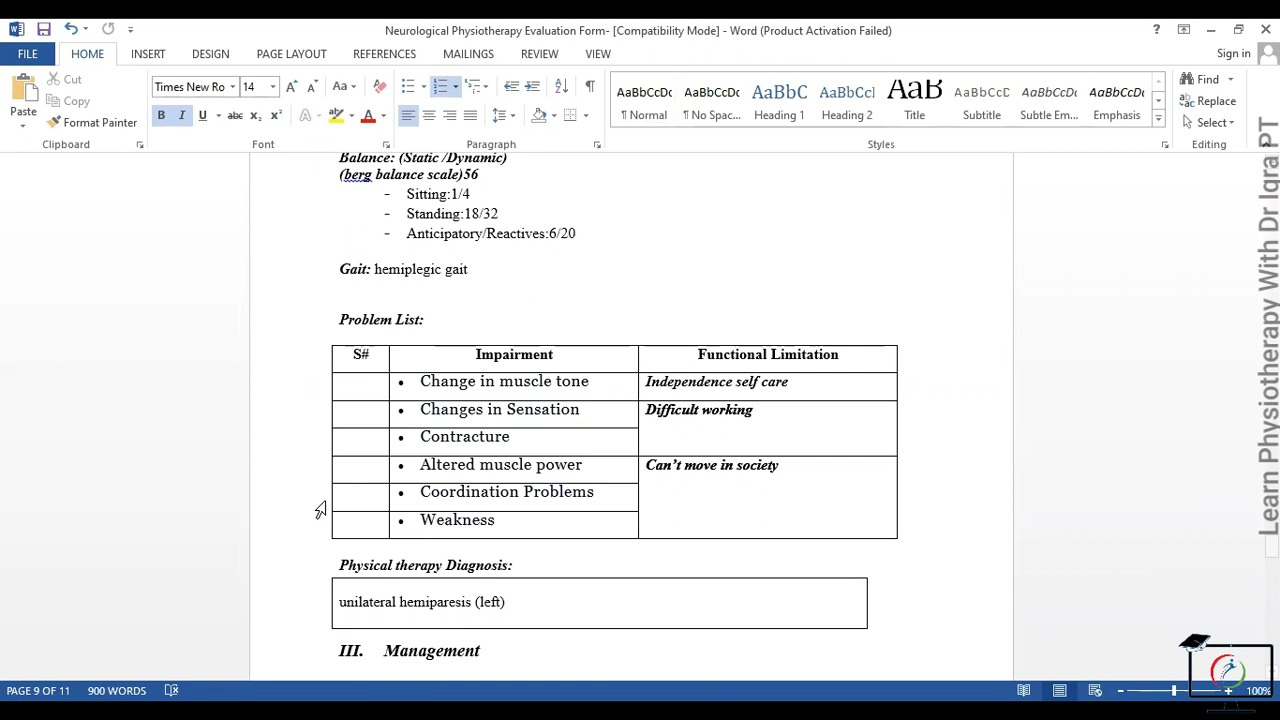 Neurological Physiotherapy Evaluation Form- [Compatibility Mode] - Word (Product Activation Failed)
FILE HOME INSERT DESIGN PAGE LAYOUT REFERENCES MAILINGS REVIEW VIEW Sign in
Paste Cut
Copy
Format Painter
Times New Ro 14
AaBbCcDc AaBbCcDc AaBbC AaBbCcl AaB AaBbCcD AaBbCcDt AaBbCcDt
¶ Normal ¶ No Spac... Heading 1 Heading 2 Title Subtitle Subtle Em... Emphasis
Find
Replace
Select
Clipboard Font Paragraph Styles Editing
Balance: (Static /Dynamic)
(berg balance scale)56
- Sitting:1/4
- Standing:18/32
- Anticipatory/Reactives:6/20
Gait: hemiplegic gait
Problem List:
S# Impairment Functional Limitation
• Change in muscle tone Independence self care
• Changes in Sensation Difficult working
• Contracture
• Altered muscle power Can't move in society
• Coordination Problems
• Weakness
Physical therapy Diagnosis:
unilateral hemiparesis (left)
III. Management
PAGE 9 OF 11 900 WORDS 100%
Learn Physiotherapy With Dr Iqra PT